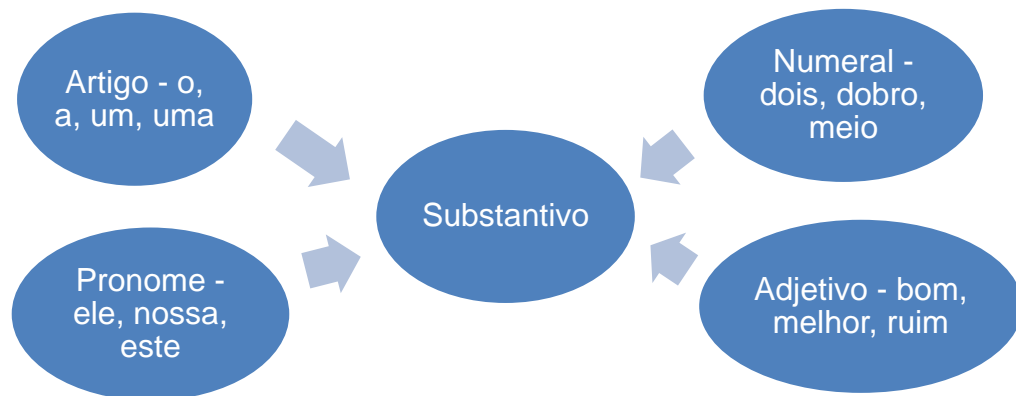 Artigo - o,
a, um, uma
Numeral -
dois, dobro,
meio
Substantivo
Pronome -
ele, nossa,
este
Adjetivo - bom,
melhor, ruim